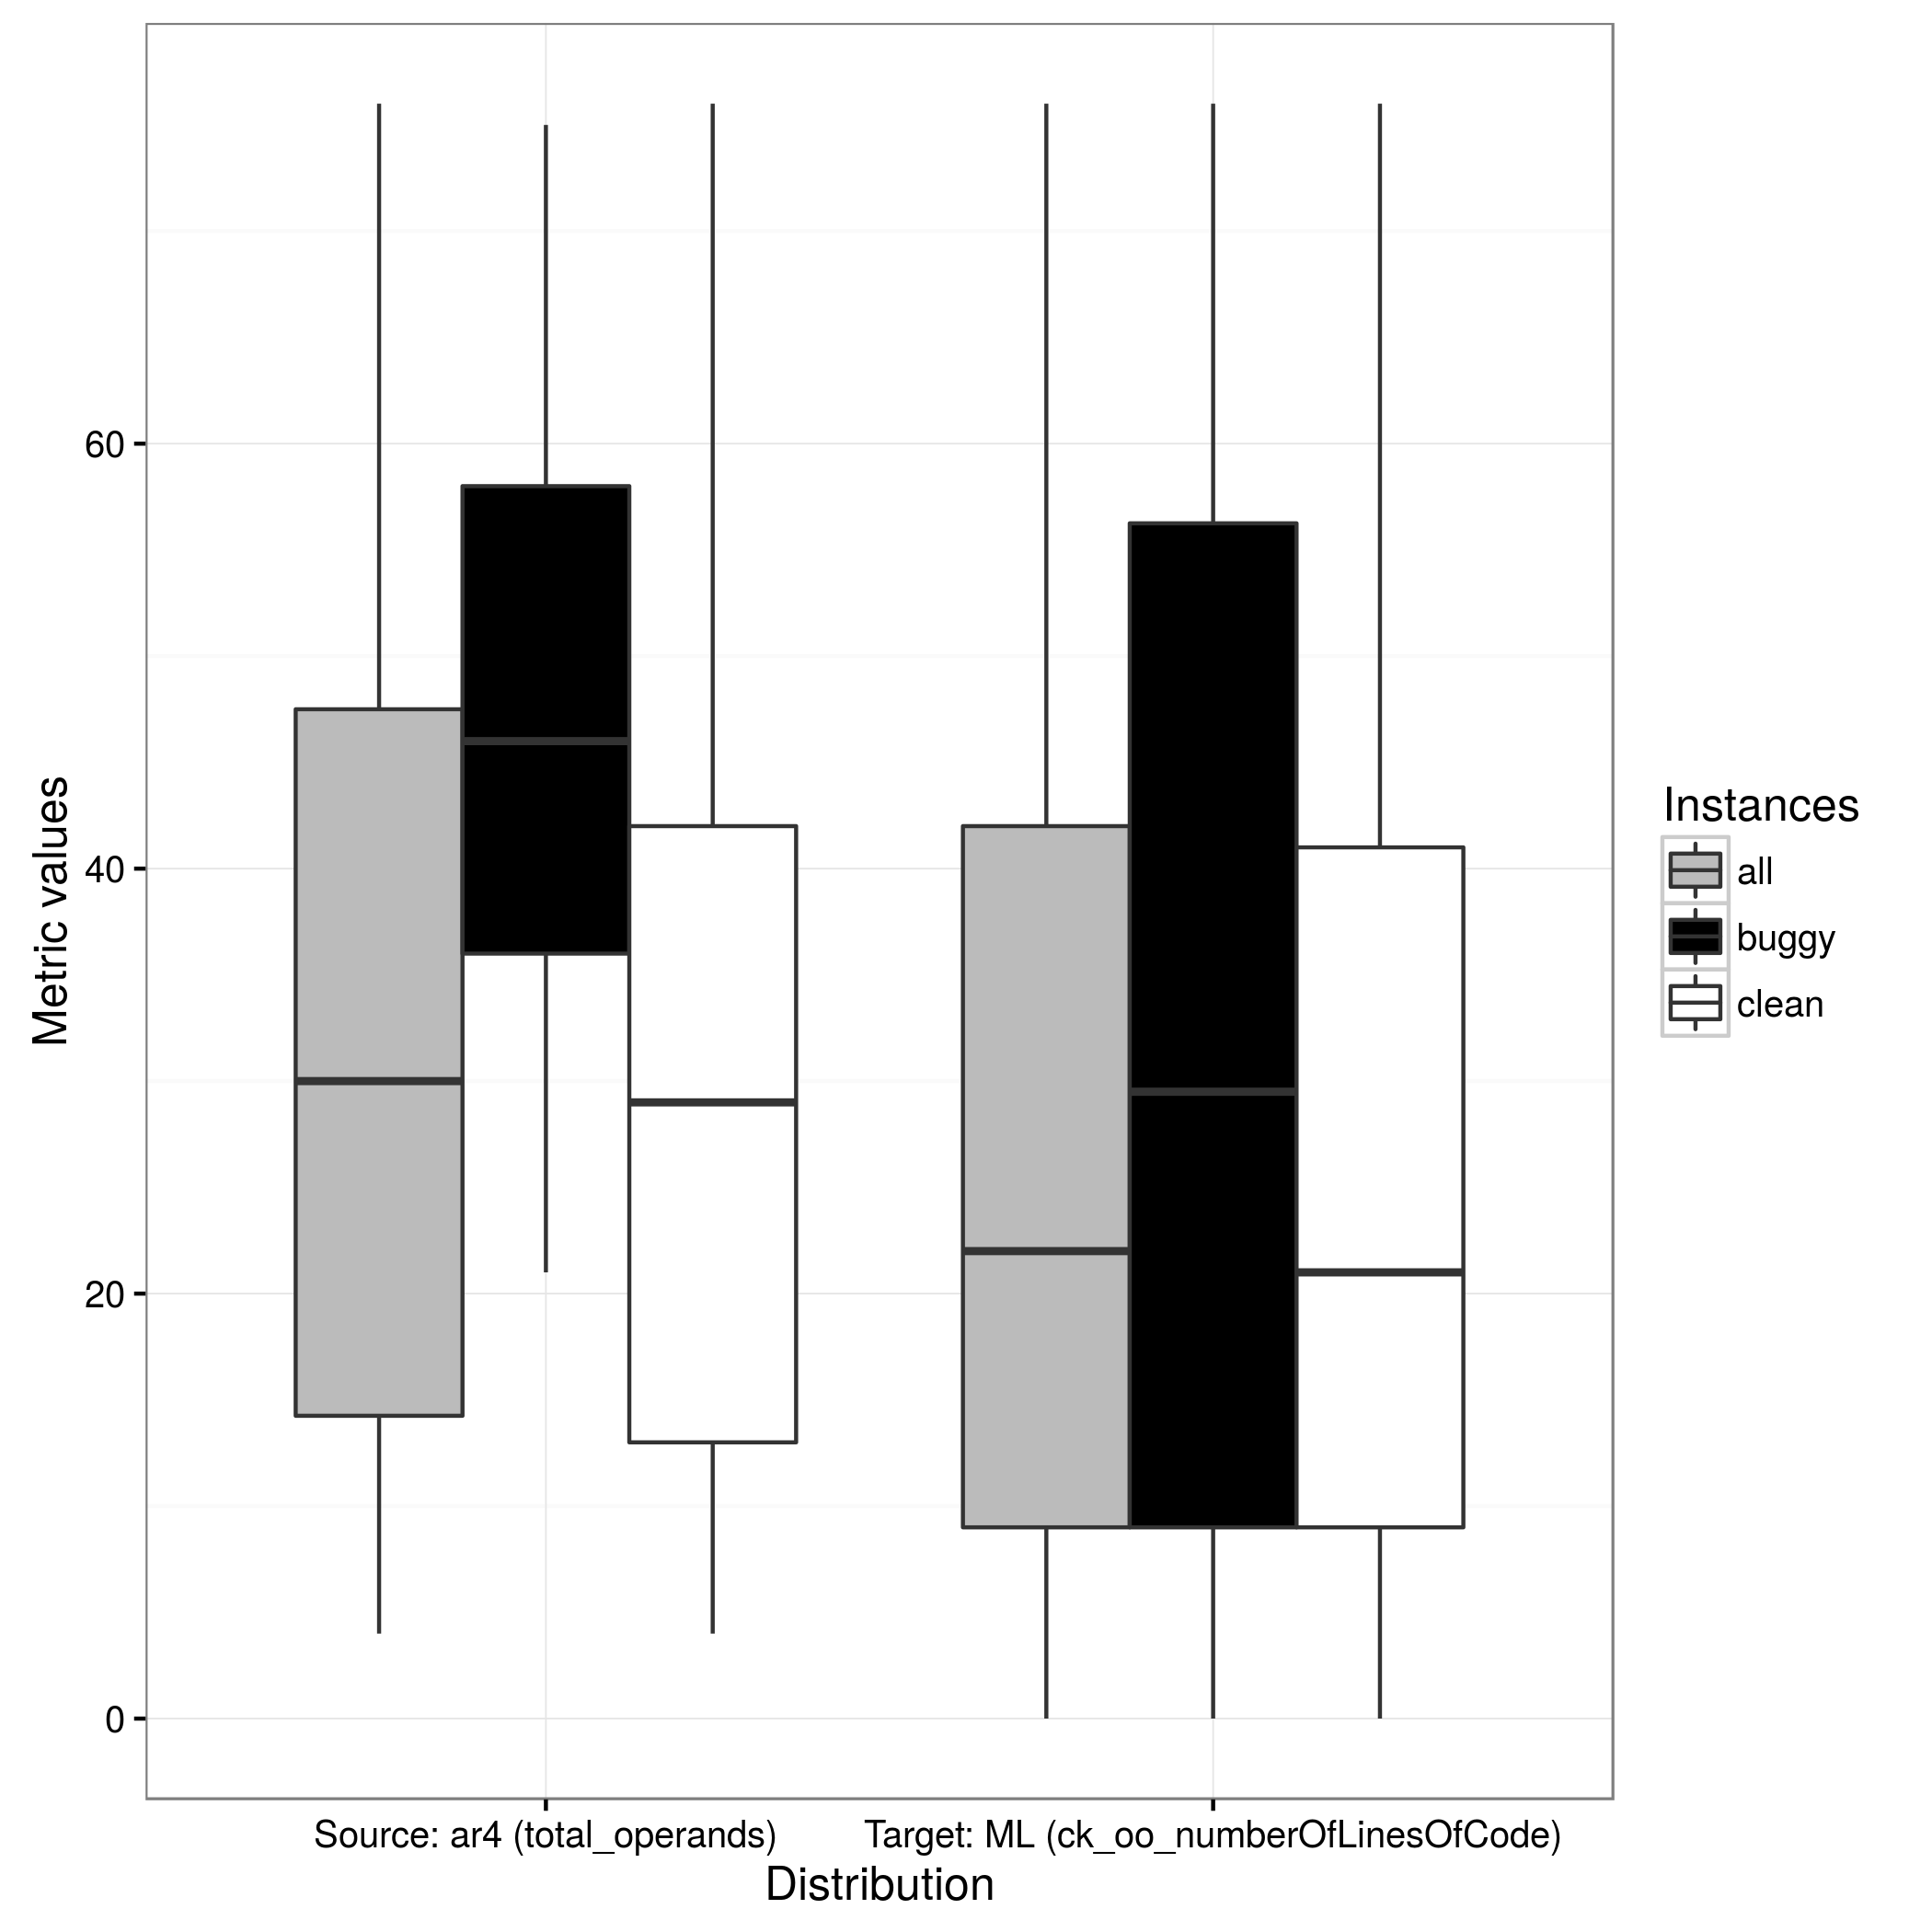 60
40
20
0
Metric values
Source: ar4 (total_operands)
Target: ML (ck_oo_numberOfLinesOfCode)
Distribution
Instances
all
buggy
clean